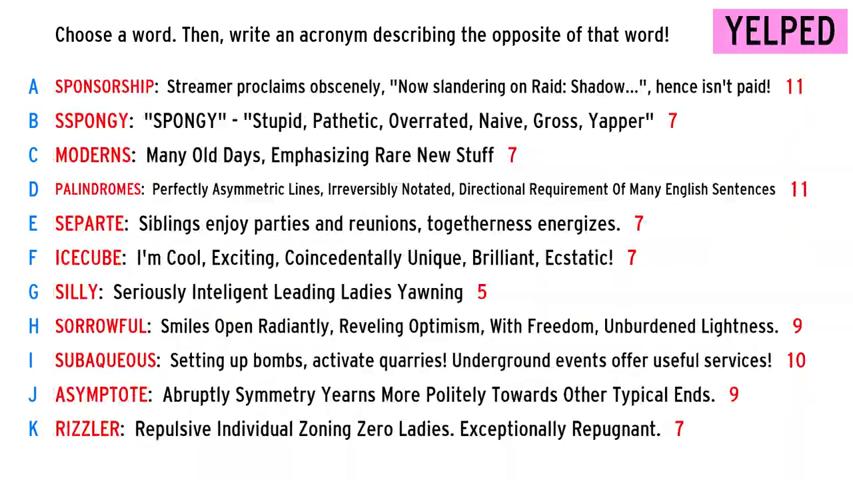 Choose a word. Then, write an acronym describing the opposite of that word!
YELPED
A SPONSORSHIP: Streamer proclaims obscenely, "Now slandering on Raid: Shadow...", hence isn't paid! 11
B SSPONGY: "SPONGY" - "Stupid, Pathetic, Overrated, Naive, Gross, Yapper" 7
C MODERNS: Many Old Days, Emphasizing Rare New Stuff 7
D PALINDROMES: Perfectly Asymmetric Lines, Irreversibly Notated, Directional Requirement Of Many English Sentences 11
E SEPARTE: Siblings enjoy parties and reunions, togetherness energizes. 7
F ICECUBE: I'm Cool, Exciting, Coincedentally Unique, Brilliant, Ecstatic! 7
G SILLY: Seriously Inteligent Leading Ladies Yawning 5
H SORROWFUL: Smiles Open Radiantly, Reveling Optimism, With Freedom, Unburdened Lightness. 9
I SUBAQUEOUS: Setting up bombs, activate quarries! Underground events offer useful services! 10
J ASYMPTOTE: Abruptly Symmetry Yearns More Politely Towards Other Typical Ends. 9
K RIZZLER: Repulsive Individual Zoning Zero Ladies. Exceptionally Repugnant. 7